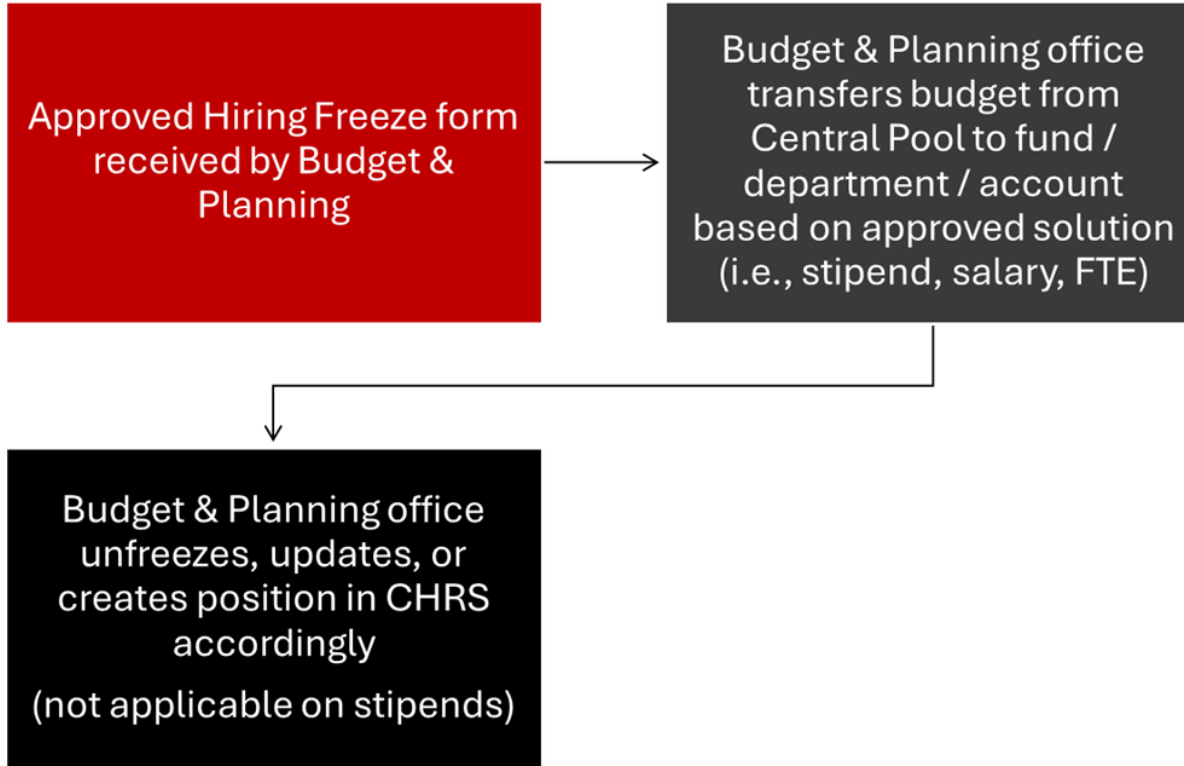 Approved Hiring Freeze form
received by Budget &
Planning
Budget & Planning office
transfers budget from
Central Pool to fund /
department / account
based on approved solution
(i.e., stipend, salary, FTE)
Budget & Planning office
unfreezes, updates, or
creates position in CHRS
accordingly
(not applicable on stipends)